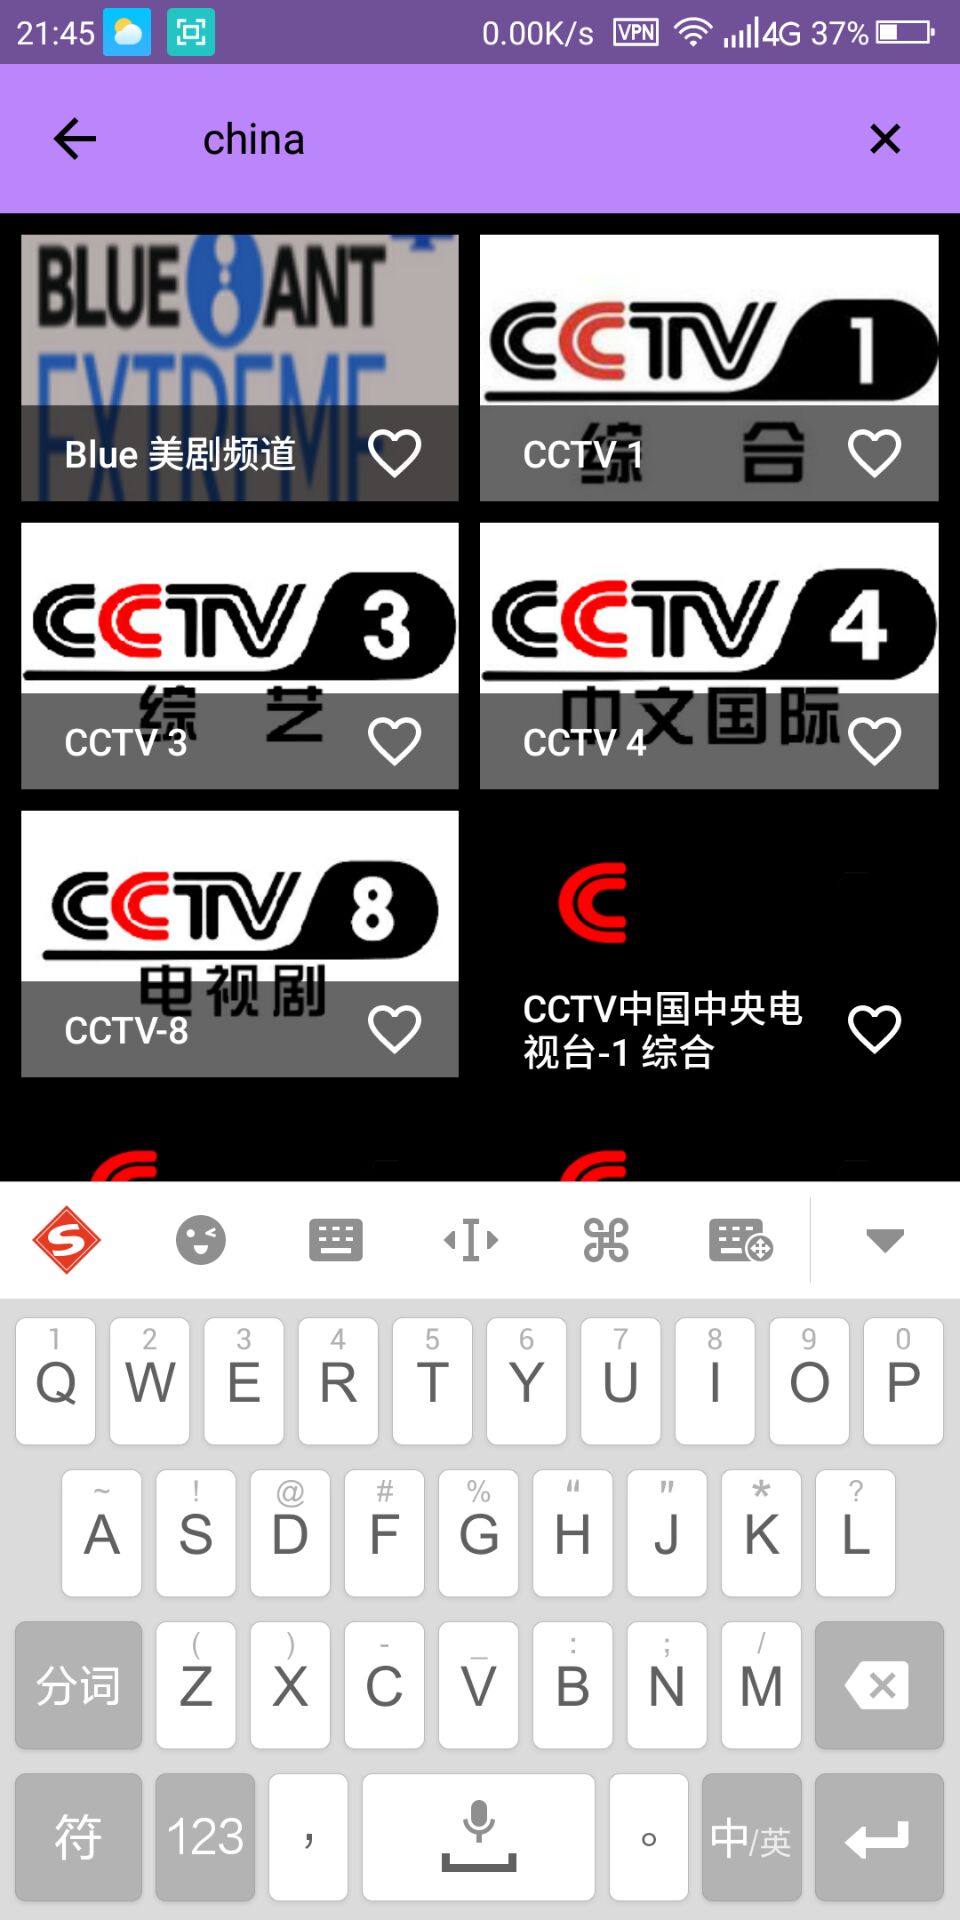 21:45
0.00K/s VPN 4G 37%
china
BLUE ANT
EXTREME
Blue 美剧频道
CCTV 1
综 合
CCTV 1
CCTV 3
综 艺
CCTV 3
CCTV 4
中文国际
CCTV 4
CCTV 8
电视剧
CCTV-8
CCTV中国中央电
视台-1 综合
S
1 2 3 4 5 6 7 8 9 0
Q W E R T Y U I O P
~ ! @ # % “ ” * ?
A S D F G H J K L
( ) - _ : ; /
分词 Z X C V B N M
符 123 , 。 中/英